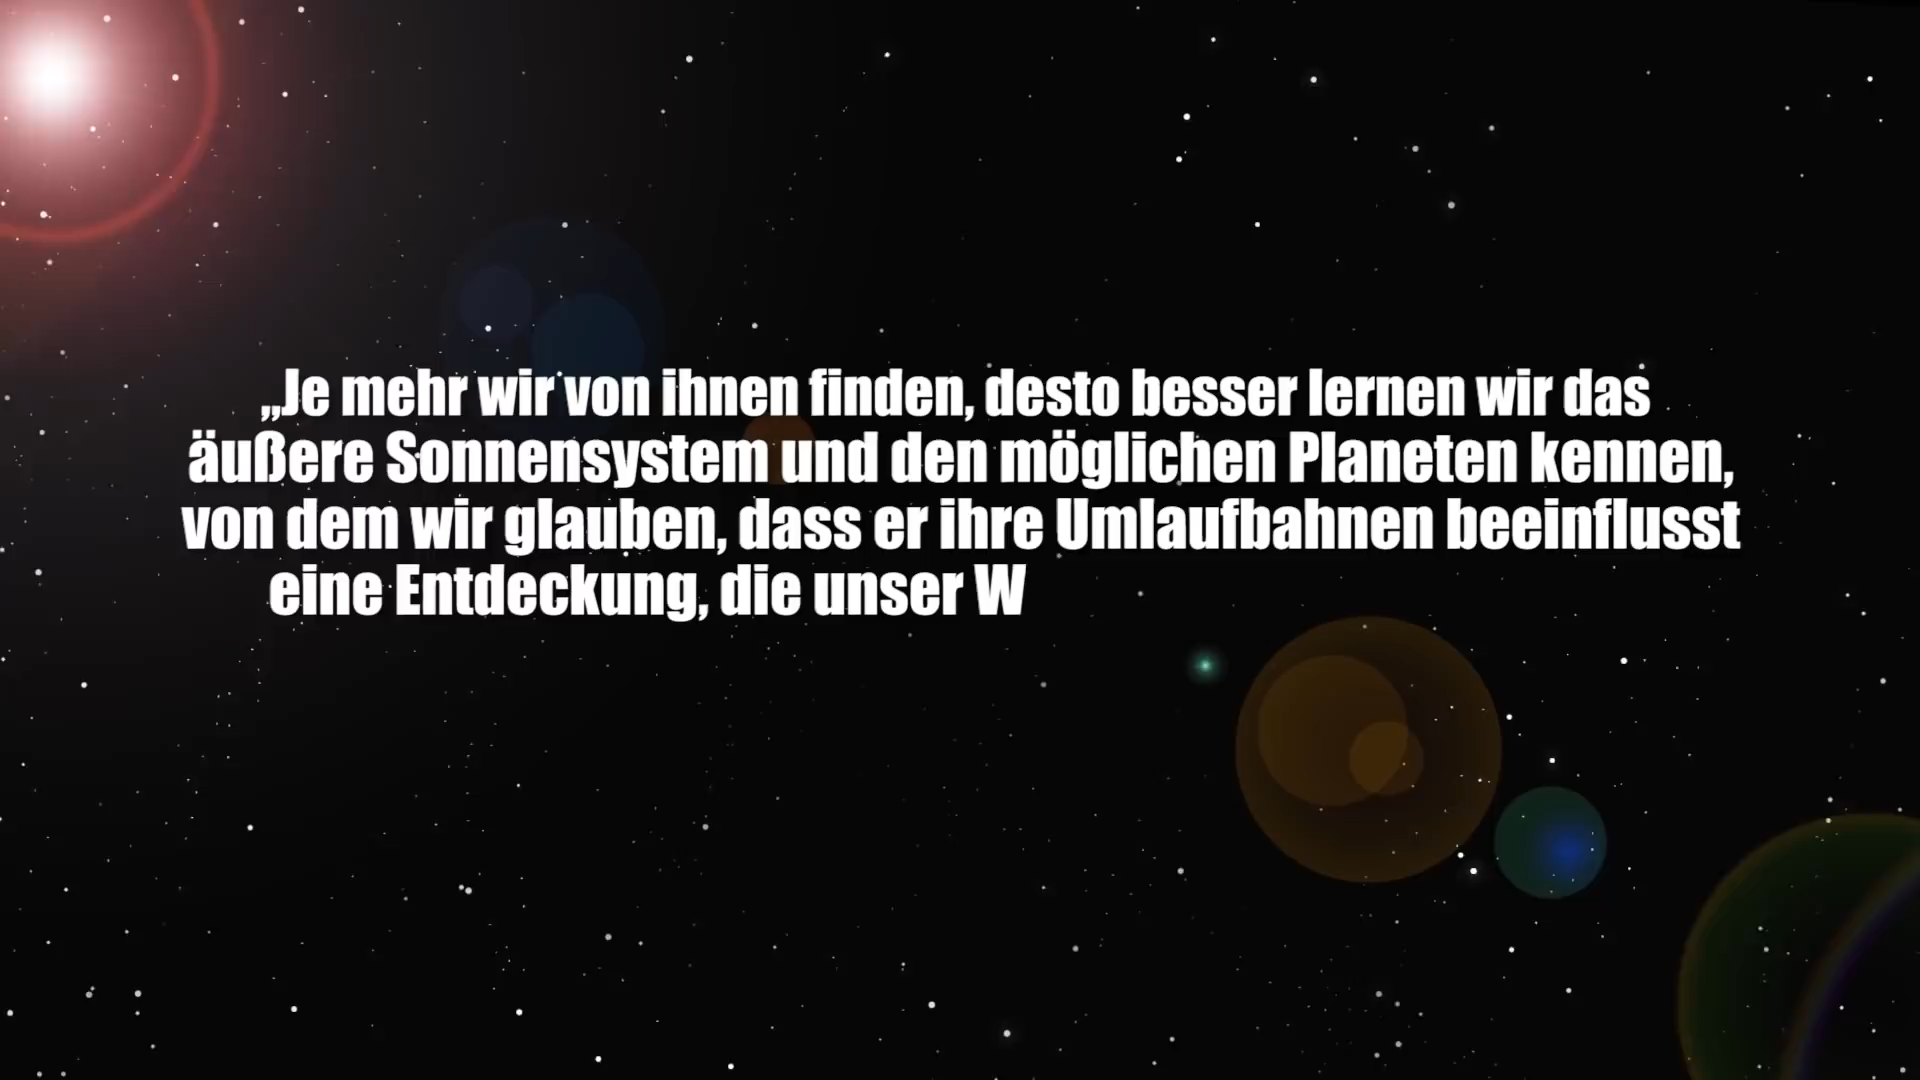 „Je mehr wir von ihnen finden, desto besser lernen wir das
äußere Sonnensystem und den möglichen Planeten kennen,
von dem wir glauben, dass er ihre Umlaufbahnen beeinflusst
eine Entdeckung, die unser W